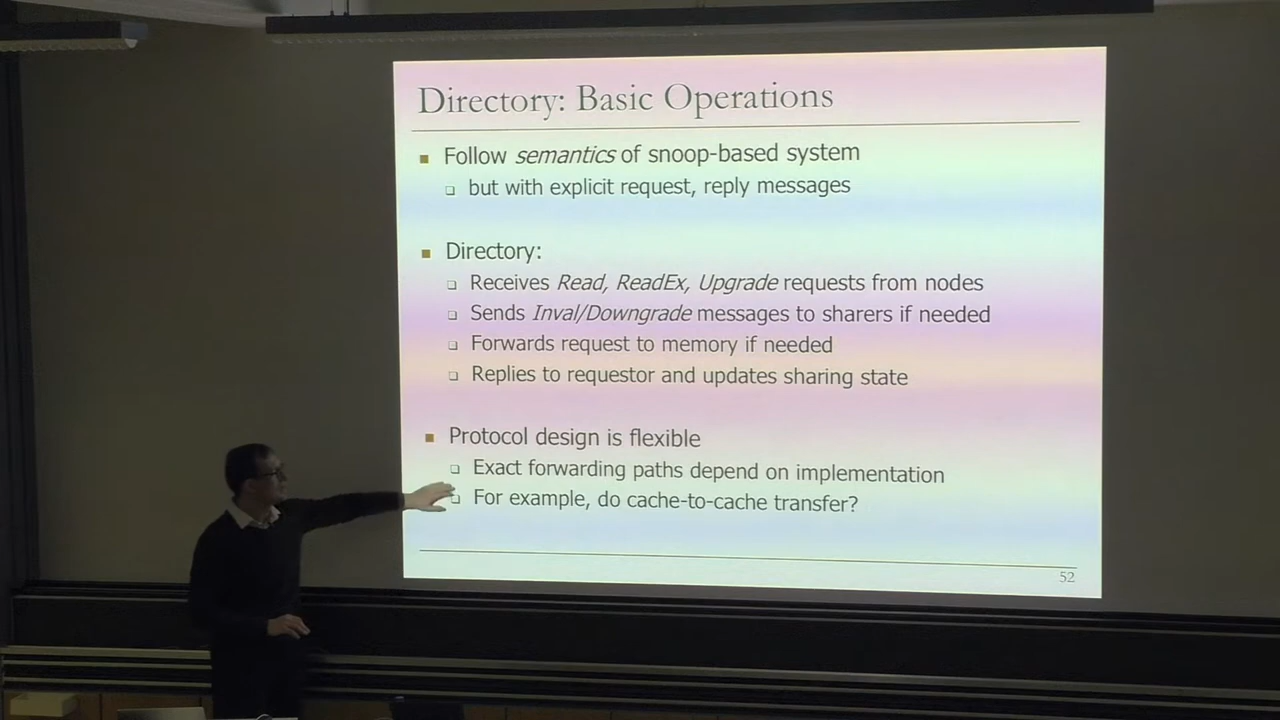 Directory: Basic Operations
Follow semantics of snoop-based system
but with explicit request, reply messages
Directory:
Receives Read, ReadEx, Upgrade requests from nodes
Sends Inval/Downgrade messages to sharers if needed
Forwards request to memory if needed
Replies to requestor and updates sharing state
Protocol design is flexible
Exact forwarding paths depend on implementation
For example, do cache-to-cache transfer?
52